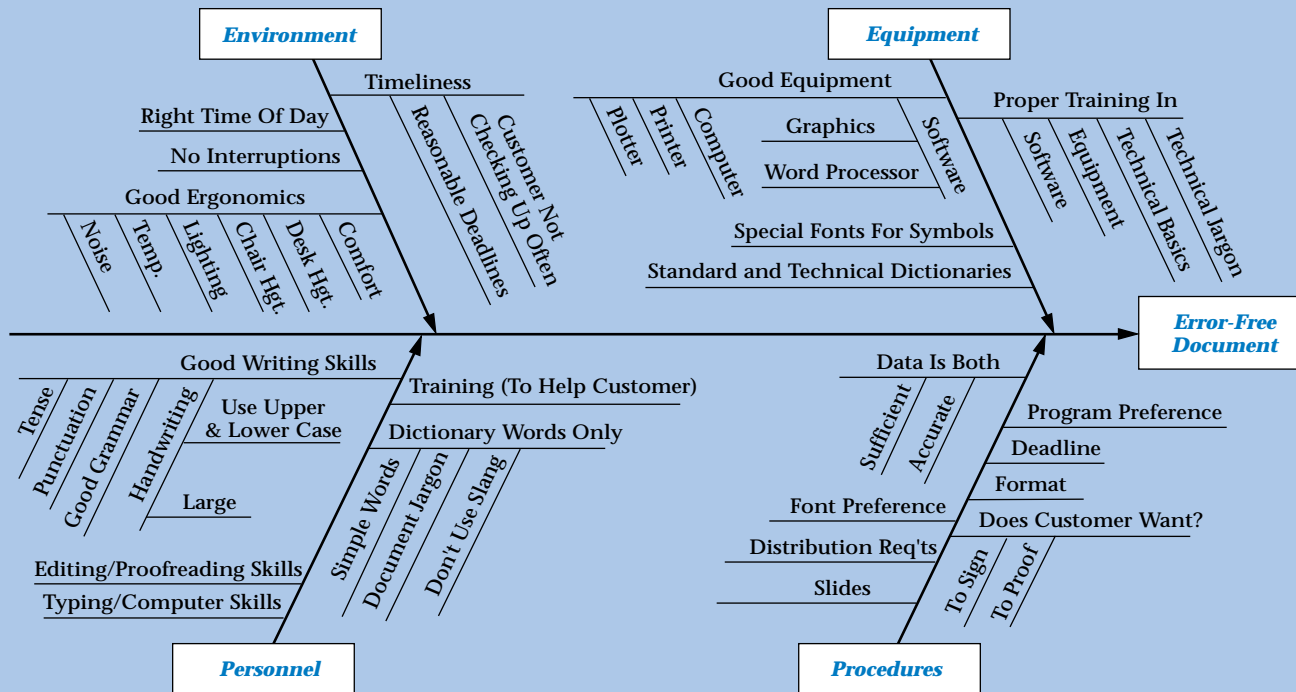 Environment
Timeliness
Reasonable Deadlines
Customer Not
Checking Up Often
Right Time Of Day
No Interruptions
Good Ergonomics
Noise
Temp.
Lighting
Chair Hgt.
Desk Hgt.
Comfort
Equipment
Good Equipment
Plotter
Printer
Computer
Software
Graphics
Word Processor
Proper Training In
Software
Equipment
Technical Basics
Technical Jargon
Special Fonts For Symbols
Standard and Technical Dictionaries
Error-Free
Document
Good Writing Skills
Tense
Punctuation
Good Grammar
Handwriting
Use Upper
& Lower Case
Large
Training (To Help Customer)
Dictionary Words Only
Simple Words
Document Jargon
Don't Use Slang
Editing/Proofreading Skills
Typing/Computer Skills
Personnel
Data Is Both
Sufficient
Accurate
Program Preference
Deadline
Format
Font Preference
Does Customer Want?
To Sign
To Proof
Distribution Req'ts
Slides
Procedures